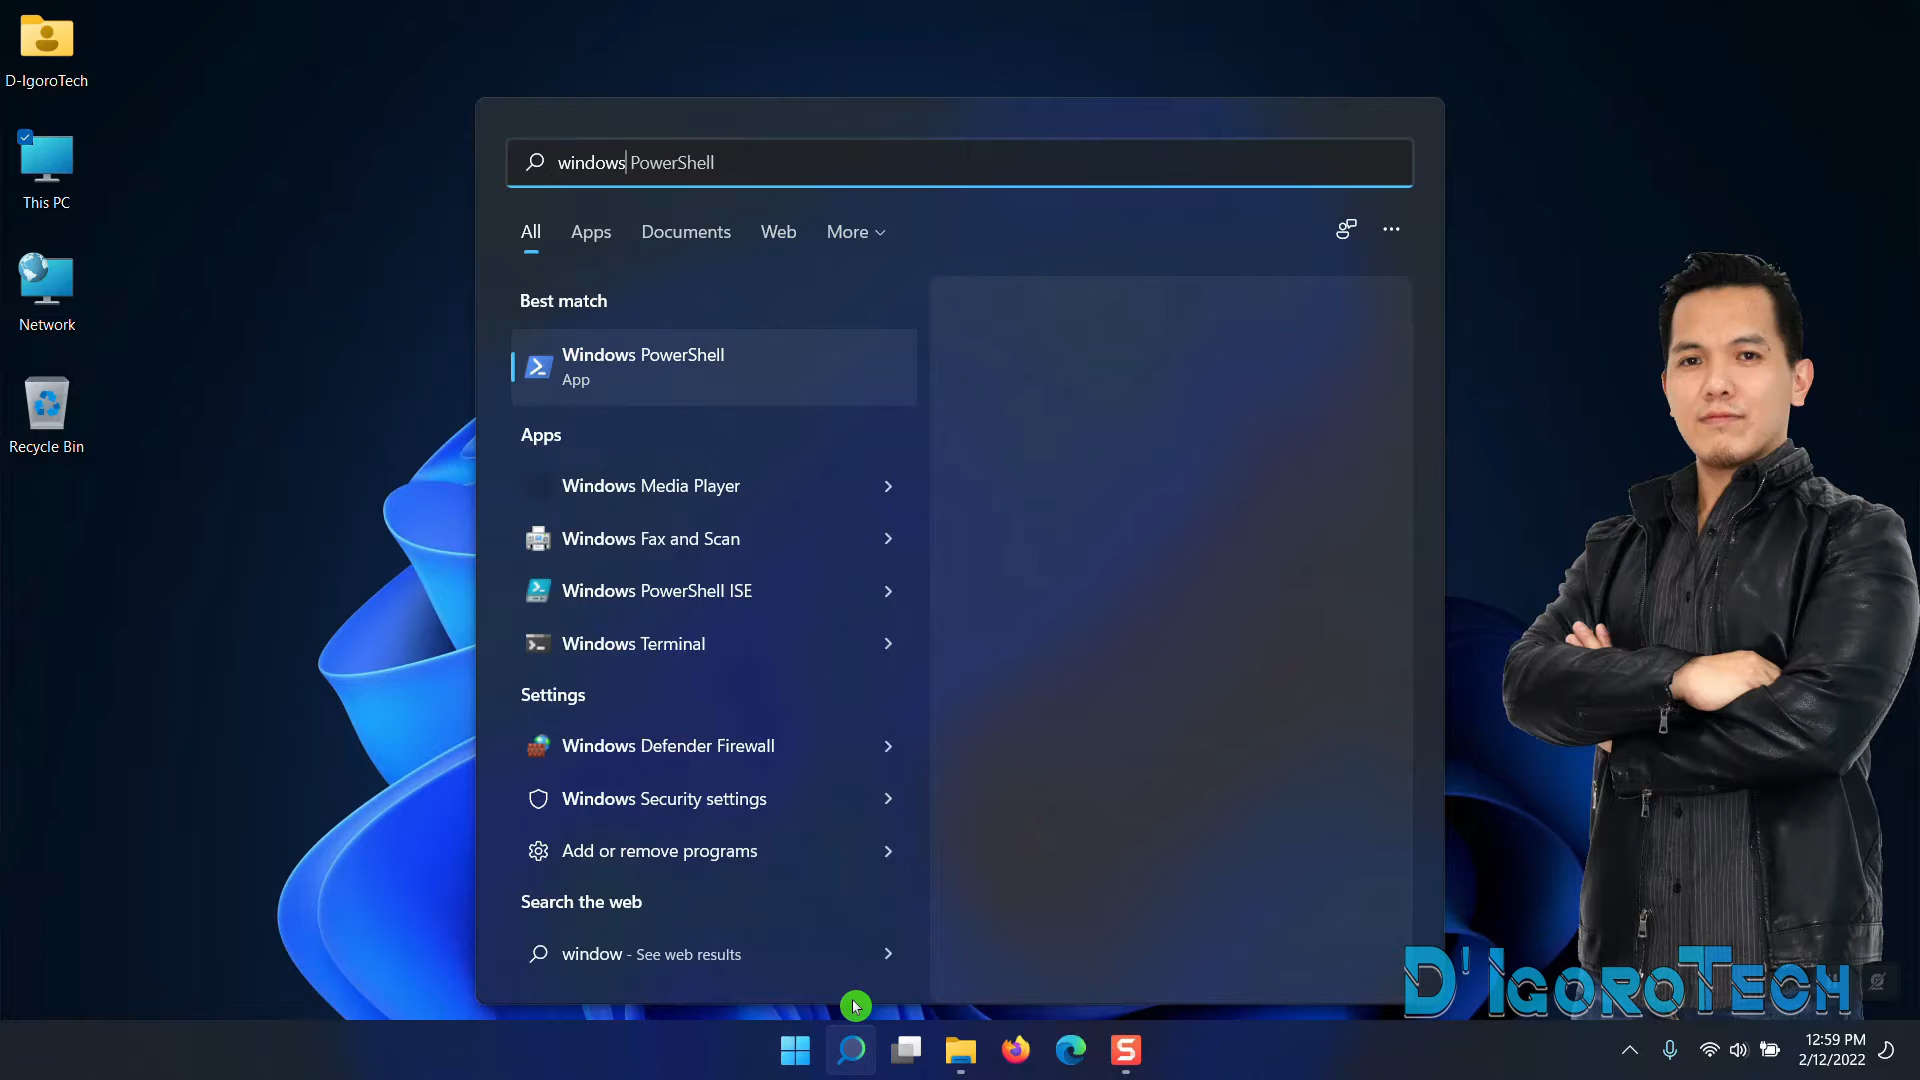 D-IgoroTech
This PC
Network
Recycle Bin
windows PowerShell
All Apps Documents Web More
Best match
Windows PowerShell
App
Apps
Windows Media Player
Windows Fax and Scan
Windows PowerShell ISE
Windows Terminal
Settings
Windows Defender Firewall
Windows Security settings
Add or remove programs
Search the web
window - See web results
D'IgoroTech
S
12:59 PM
2/12/2022